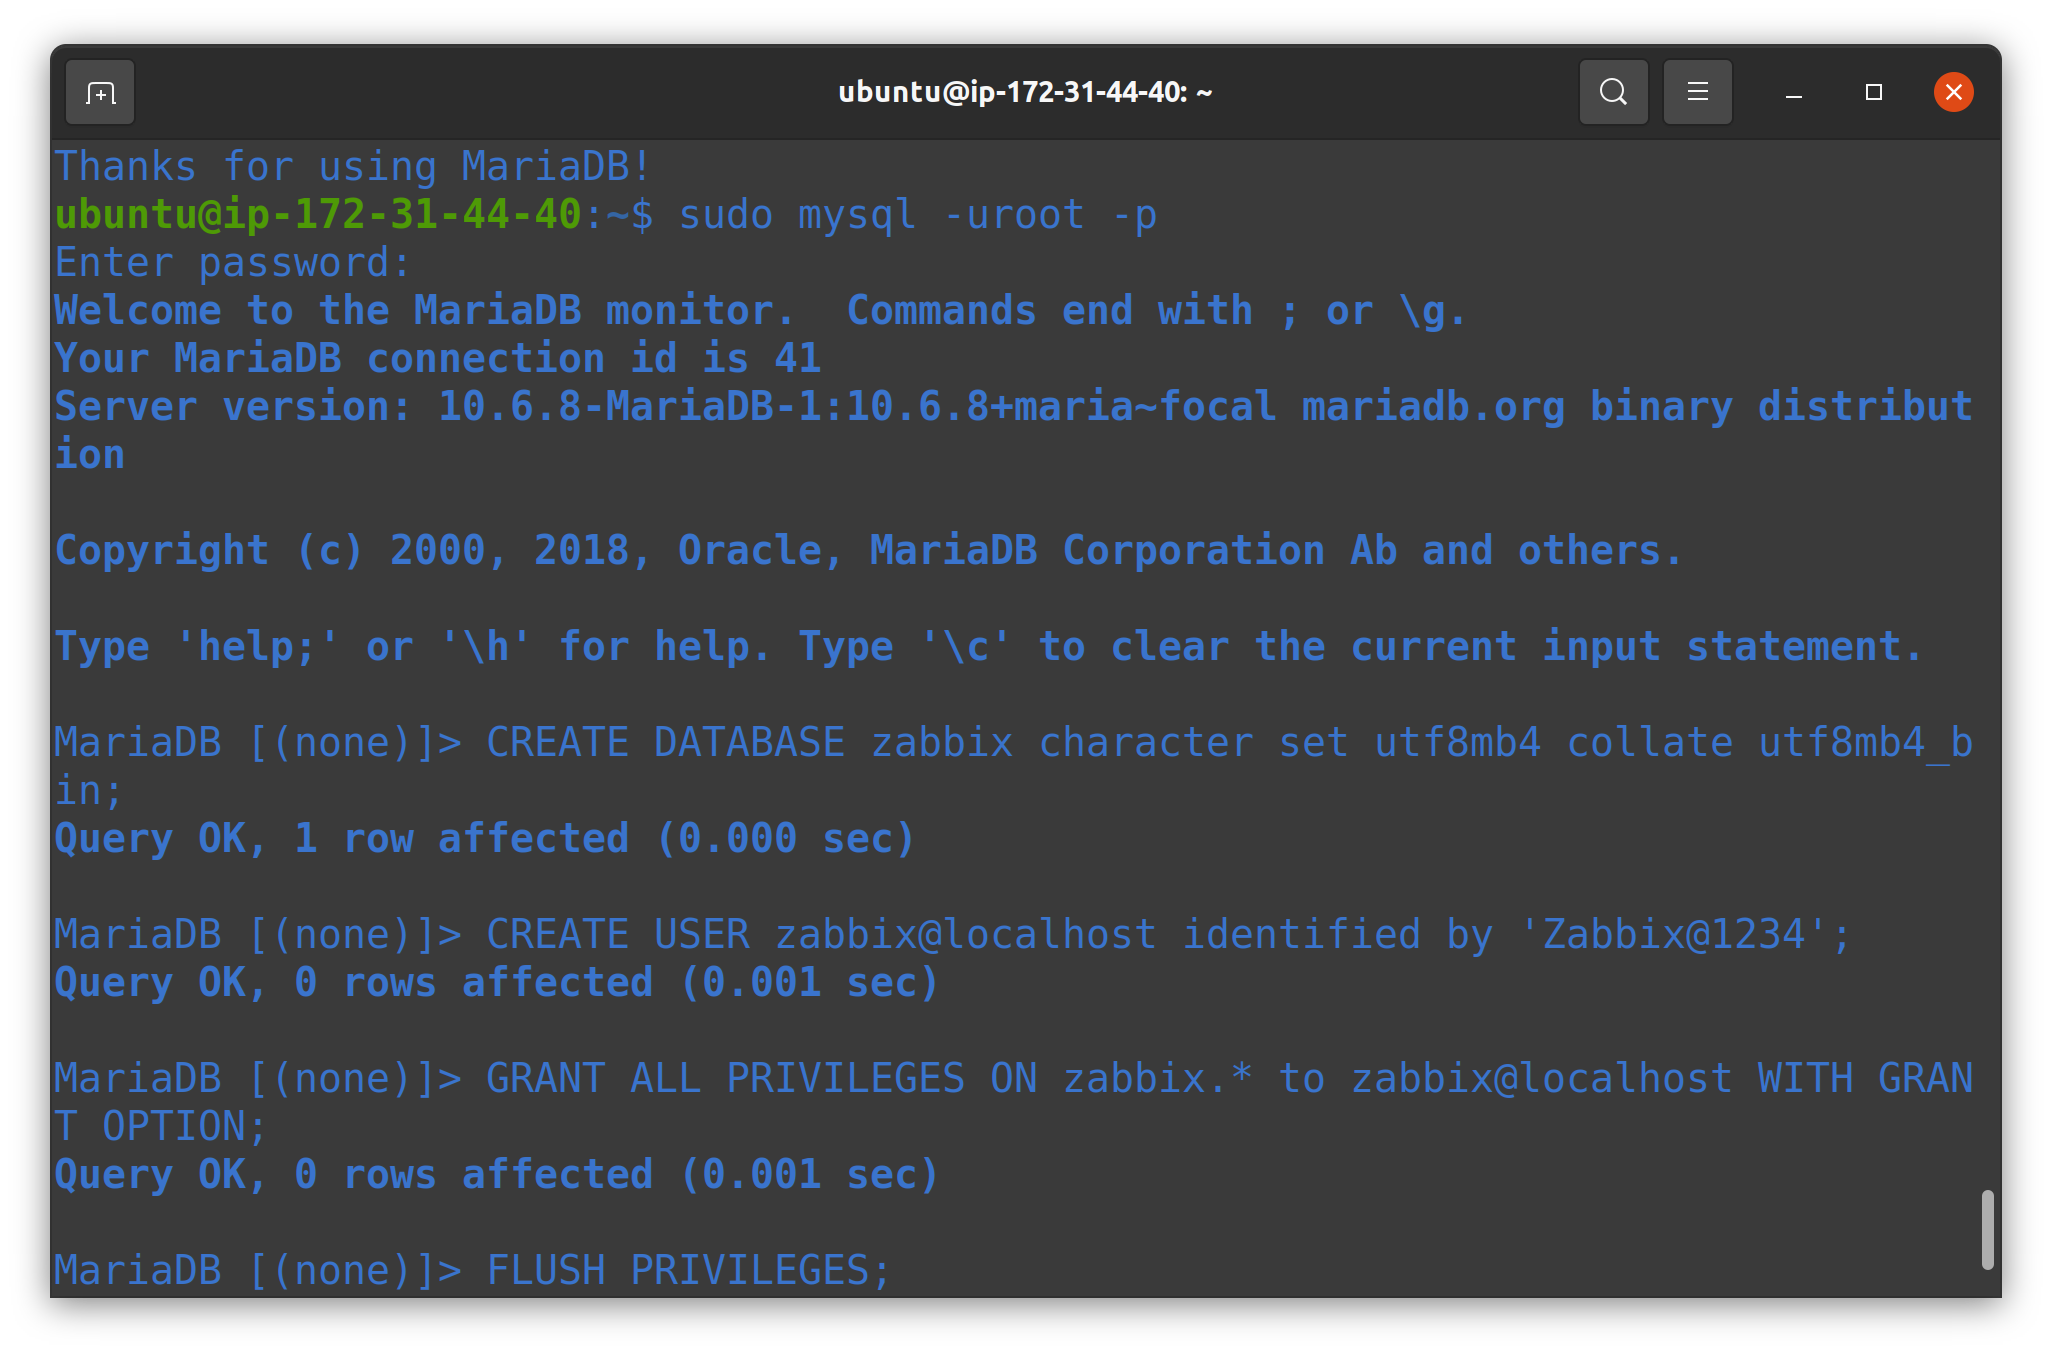 ubuntu@ip-172-31-44-40: ~
Thanks for using MariaDB!
ubuntu@ip-172-31-44-40:~$ sudo mysql -uroot -p
Enter password:
Welcome to the MariaDB monitor.  Commands end with ; or \g.
Your MariaDB connection id is 41
Server version: 10.6.8-MariaDB-1:10.6.8+maria~focal mariadb.org binary distribut
ion
Copyright (c) 2000, 2018, Oracle, MariaDB Corporation Ab and others.
Type 'help;' or '\h' for help. Type '\c' to clear the current input statement.
MariaDB [(none)]> CREATE DATABASE zabbix character set utf8mb4 collate utf8mb4_b
in;
Query OK, 1 row affected (0.000 sec)
MariaDB [(none)]> CREATE USER zabbix@localhost identified by 'Zabbix@1234';
Query OK, 0 rows affected (0.001 sec)
MariaDB [(none)]> GRANT ALL PRIVILEGES ON zabbix.* to zabbix@localhost WITH GRAN
T OPTION;
Query OK, 0 rows affected (0.001 sec)
MariaDB [(none)]> FLUSH PRIVILEGES;